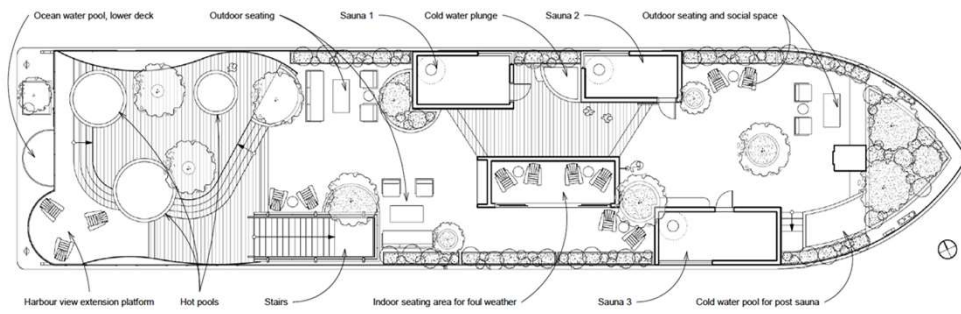 Ocean water pool, lower deck
Outdoor seating
Sauna 1
Cold water plunge
Sauna 2
Outdoor seating and social space
Harbour view extension platform
Hot pools
Stairs
Indoor seating area for foul weather
Sauna 3
Cold water pool for post sauna